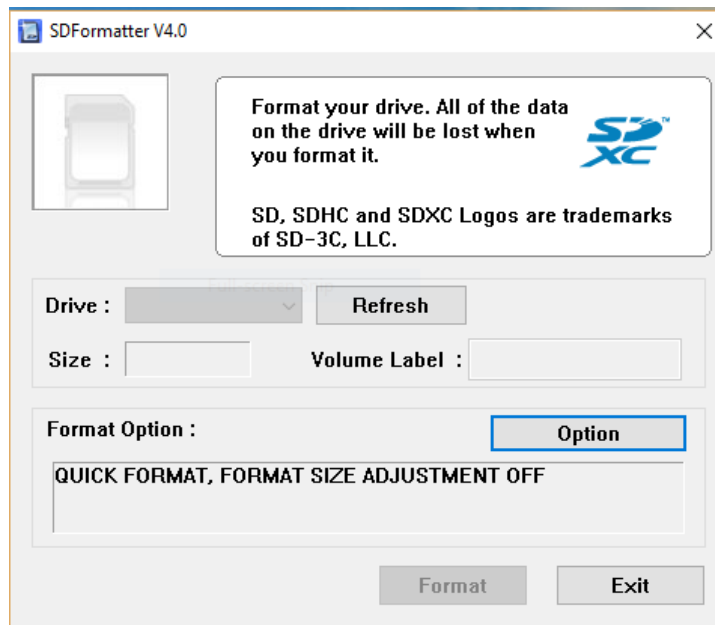 SDFormatter V4.0
Format your drive. All of the data
on the drive will be lost when
you format it.
SD XC™
SD, SDHC and SDXC Logos are trademarks
of SD-3C, LLC.
Drive :
Refresh
Size :
Volume Label :
Format Option :
Option
QUICK FORMAT, FORMAT SIZE ADJUSTMENT OFF
Format
Exit